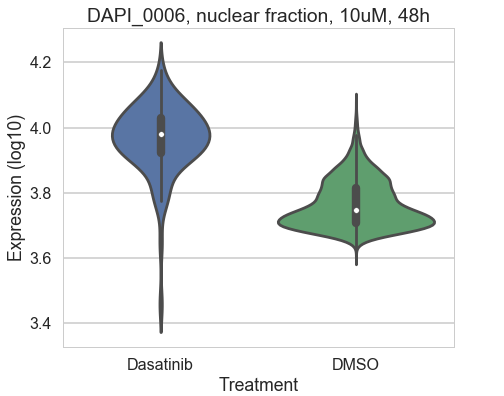 DAPI_0006, nuclear fraction, 10uM, 48h
4.2
4.0
3.8
3.6
3.4
Expression (log10)
Dasatinib
DMSO
Treatment